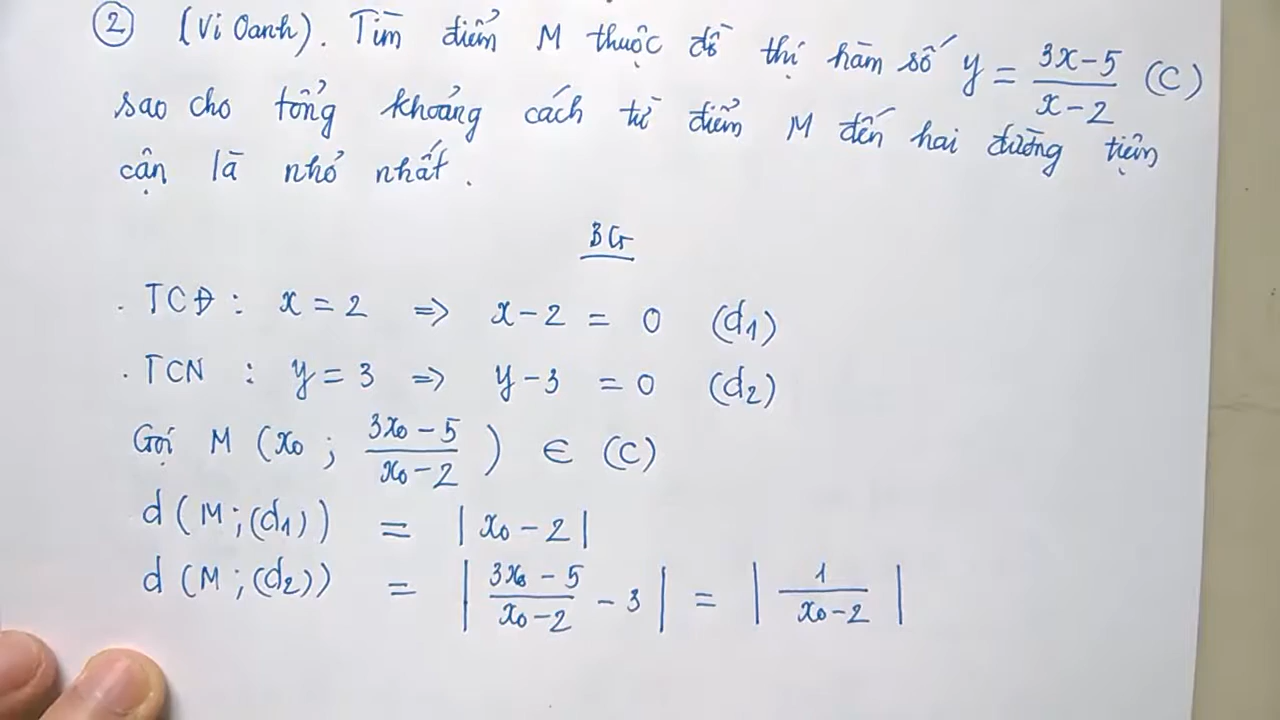 ② (Vi Oanh). Tìm điểm M thuộc đồ thị hàm số y = (3x-5)/(x-2) (C)
sao cho tổng khoảng cách từ điểm M đến hai đường tiệm
cận là nhỏ nhất.
BG
. TCĐ : x = 2 => x-2 = 0 (d1)
. TCN : y = 3 => y-3 = 0 (d2)
Gọi M (x₀ ; (3x₀-5)/(x₀-2)) ∈ (C)
d(M;(d1)) = |x₀-2|
d(M;(d2)) = |(3x₀-5)/(x₀-2) - 3| = |1/(x₀-2)|